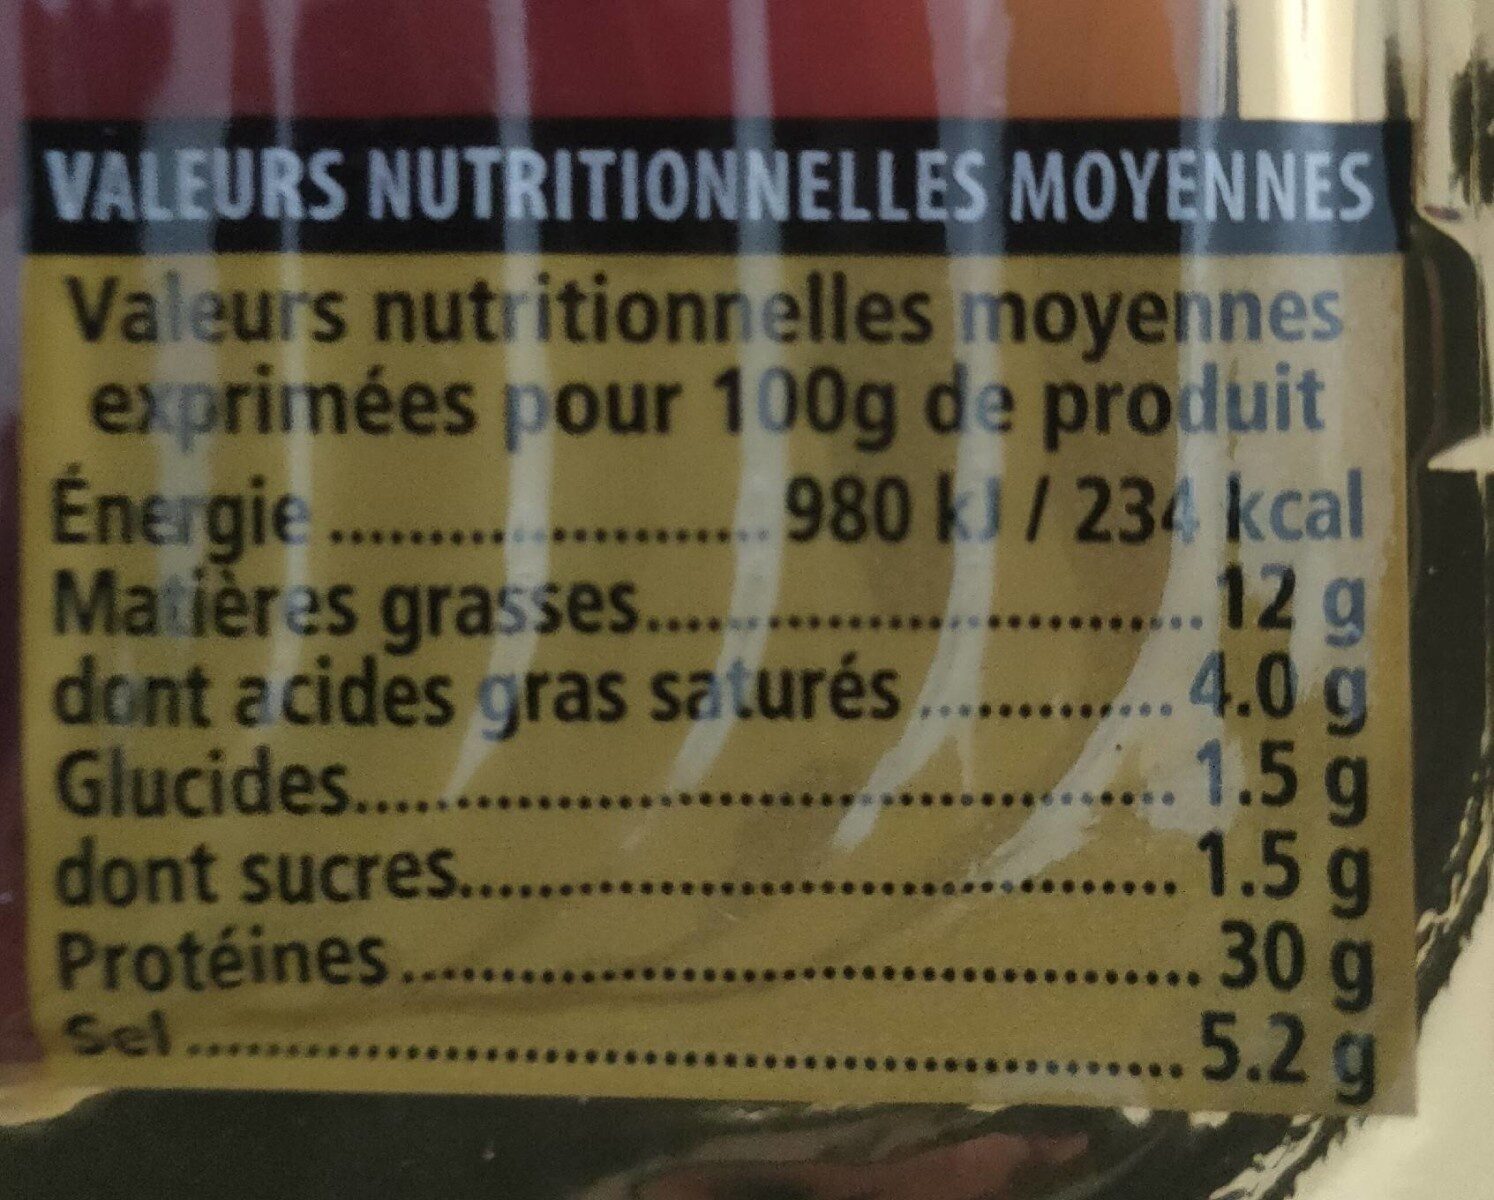 VALEURS NUTRITIONNELLES MOYENNES
Valeurs nutritionnelles moyennes
exprimées pour 100g de produit
Énergie .................... 980 kJ / 234 kcal
Matières grasses.......................... 12 g
dont acides gras saturés ............ 4.0 g
Glucides....................................... 1.5 g
dont sucres.................................. 1.5 g
Protéines ..................................... 30 g
Sel ............................................... 5.2 g